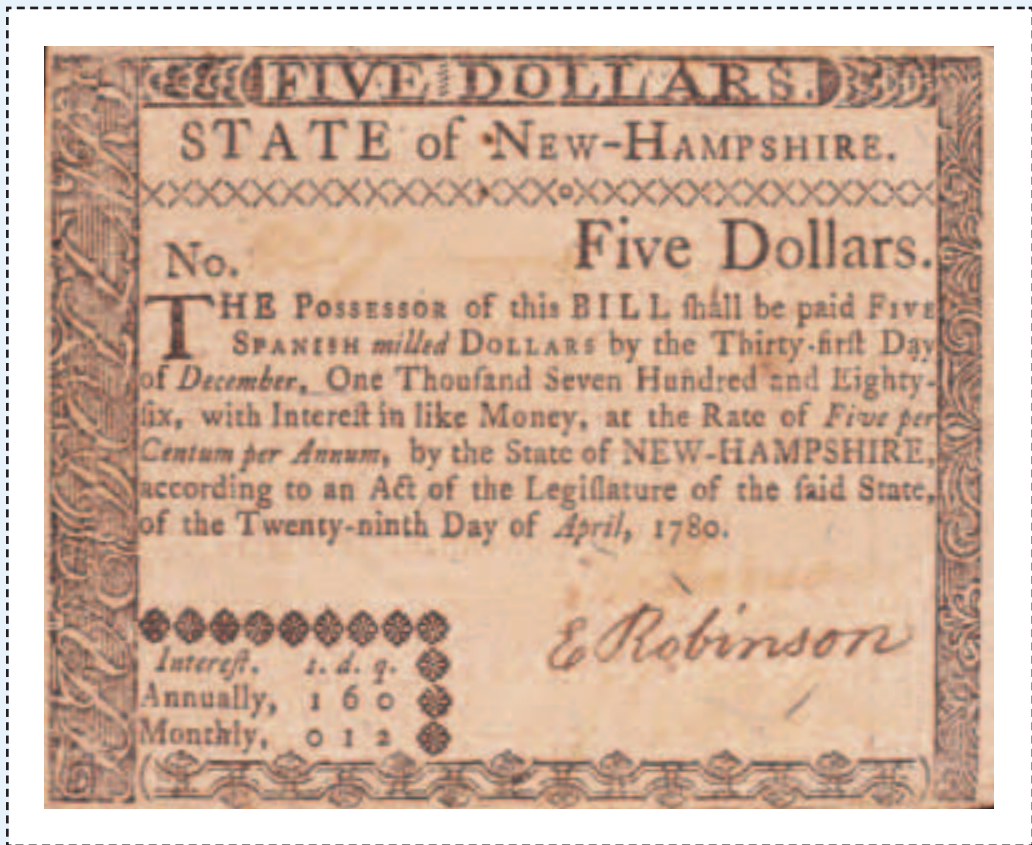 FIVE DOLLARS.
STATE of NEW-HAMPSHIRE.
Five Dollars.
No.
THE POSSESSOR of this BILL ſhall be paid FIVE
SPANISH milled DOLLARS by the Thirty-firſt Day
of December, One Thouſand Seven Hundred and Eighty-
ſix, with Intereſt in like Money, at the Rate of Five per
Centum per Annum, by the State of NEW-HAMPSHIRE,
according to an Act of the Legiſlature of the ſaid State,
of the Twenty-ninth Day of April, 1780.
E Robinson
Intereſt. s. d. q.
Annually, 1 6 0
Monthly, 0 1 2